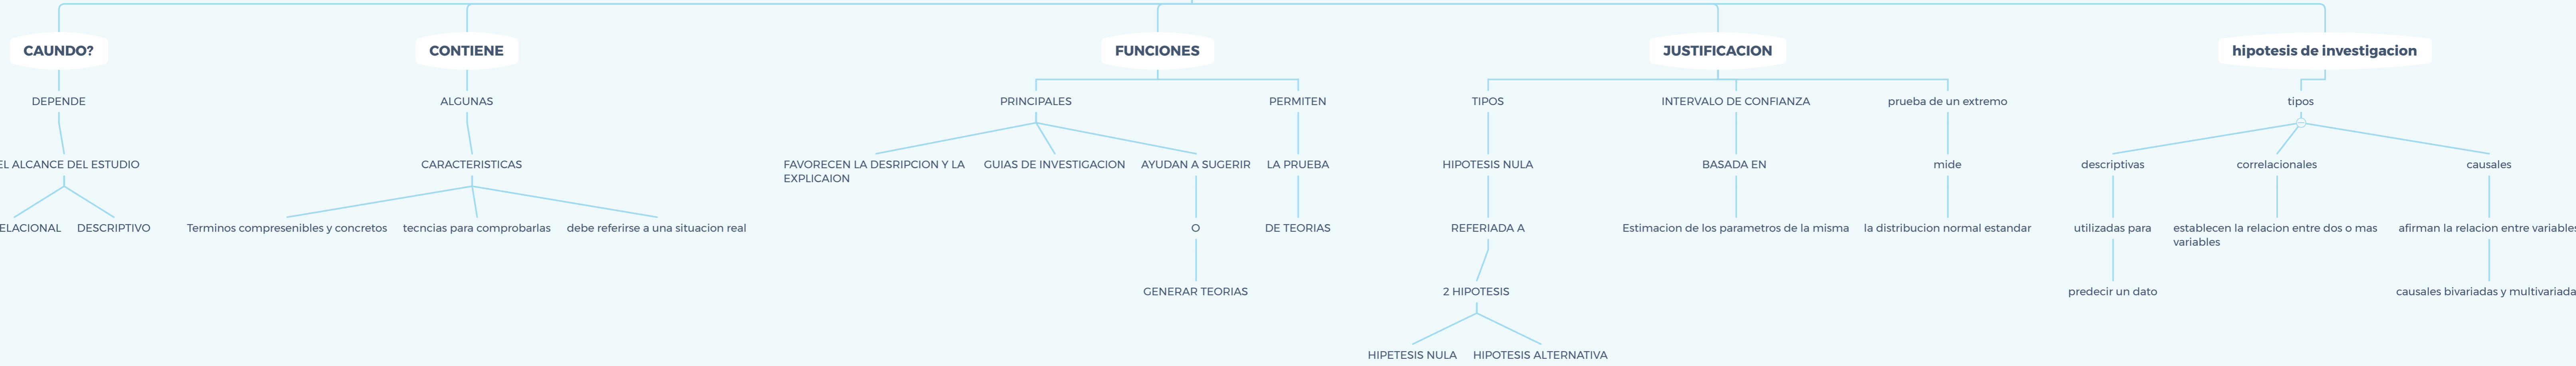 CAUNDO?
CONTIENE
FUNCIONES
JUSTIFICACION
hipotesis de investigacion
DEPENDE
ALGUNAS
PRINCIPALES
PERMITEN
TIPOS
INTERVALO DE CONFIANZA
prueba de un extremo
tipos
EL ALCANCE DEL ESTUDIO
CARACTERISTICAS
FAVORECEN LA DESRIPCION Y LA
EXPLICAION
GUIAS DE INVESTIGACION
AYUDAN A SUGERIR
LA PRUEBA
HIPOTESIS NULA
BASADA EN
mide
descriptivas
correlacionales
causales
ELACIONAL
DESCRIPTIVO
Terminos compresenibles y concretos
tecncias para comprobarlas
debe referirse a una situacion real
O
DE TEORIAS
REFERIADA A
Estimacion de los parametros de la misma
la distribucion normal estandar
utilizadas para
establecen la relacion entre dos o mas
variables
afirman la relacion entre variables
GENERAR TEORIAS
2 HIPOTESIS
predecir un dato
causales bivariadas y multivariada
HIPETESIS NULA
HIPOTESIS ALTERNATIVA